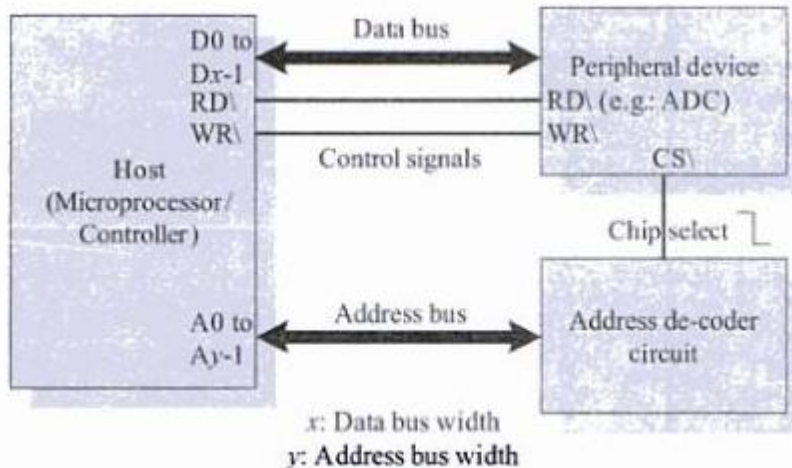 D0 to
Dx-1
RD\
WR\
Host
(Microprocessor/
Controller)
A0 to
Ay-1
Data bus
Control signals
Address bus
Peripheral device
RD\ (e.g.: ADC)
WR\
CS\
Chip select
Address de-coder
circuit
x: Data bus width
y: Address bus width